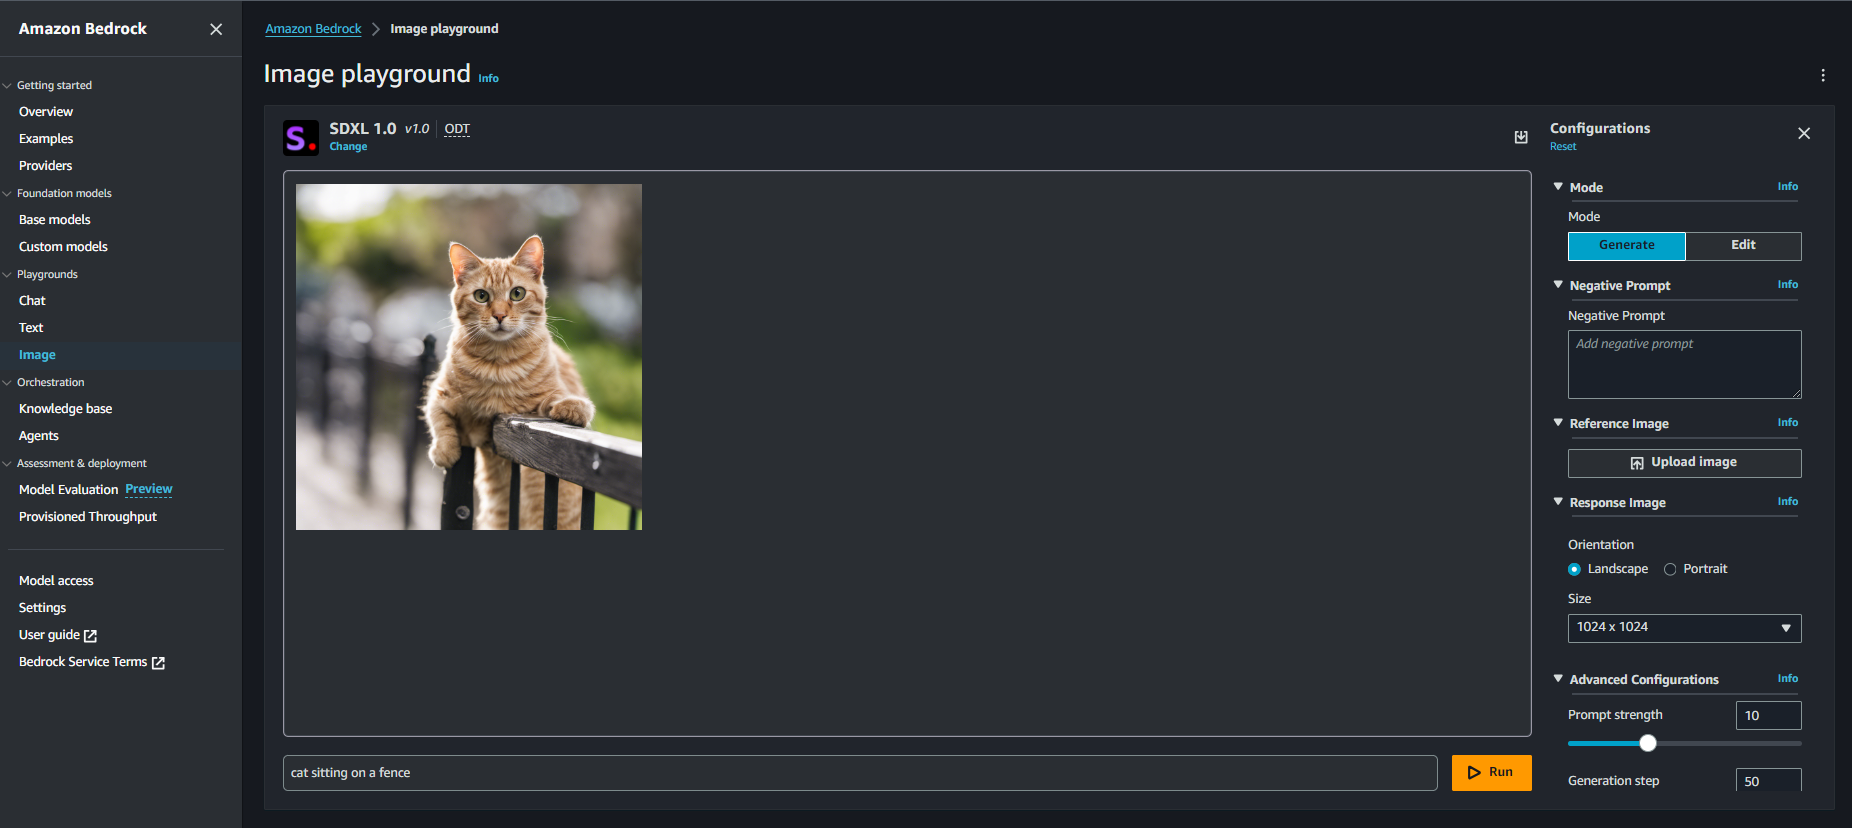 Amazon Bedrock
Getting started
Overview
Examples
Providers
Foundation models
Base models
Custom models
Playgrounds
Chat
Text
Image
Orchestration
Knowledge base
Agents
Assessment & deployment
Model Evaluation Preview
Provisioned Throughput
Model access
Settings
User guide
Bedrock Service Terms
Amazon Bedrock Image playground
Image playground Info
S.
SDXL 1.0 v1.0 ODT
Change
cat sitting on a fence
Run
Configurations
Reset
Mode Info
Mode
Generate Edit
Negative Prompt Info
Negative Prompt
Add negative prompt
Reference Image Info
Upload image
Response Image Info
Orientation
Landscape Portrait
Size
1024 x 1024
Advanced Configurations Info
Prompt strength 10
Generation step 50